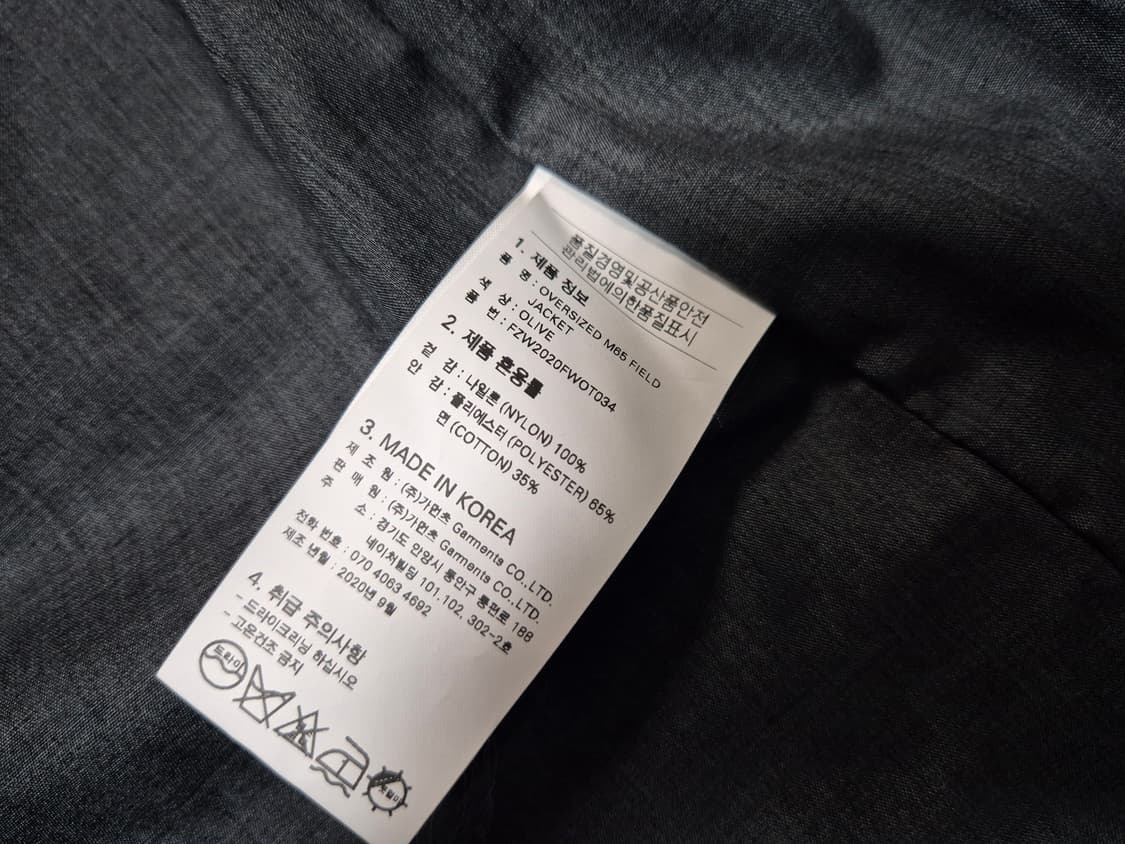 품질경영및공산품안전
관리법에의한품질표시
1. 제품 정보
품 명 : OVERSIZED M65 FIELD
JACKET
색 상 : OLIVE
품 번 : FZW2020FWOT034
2. 제품 혼용률
겉 감 : 나일론 (NYLON) 100%
안 감 : 폴리에스터 (POLYESTER) 65%
면 (COTTON) 35%
3. MADE IN KOREA
제 조 원 : (주)가먼츠 Garments CO.,LTD.
판 매 원 : (주)가먼츠 Garments CO.,LTD.
주 소 : 경기도 안양시 동안구 동편로 188
네이처빌딩 101,102, 302-2호
전화 번호 : 070 4063 4692
제조 년월 : 2020년 9월
4. 취급 주의사항
- 드라이크리닝 하십시오
- 고온건조 금지
드라이
옷걸이